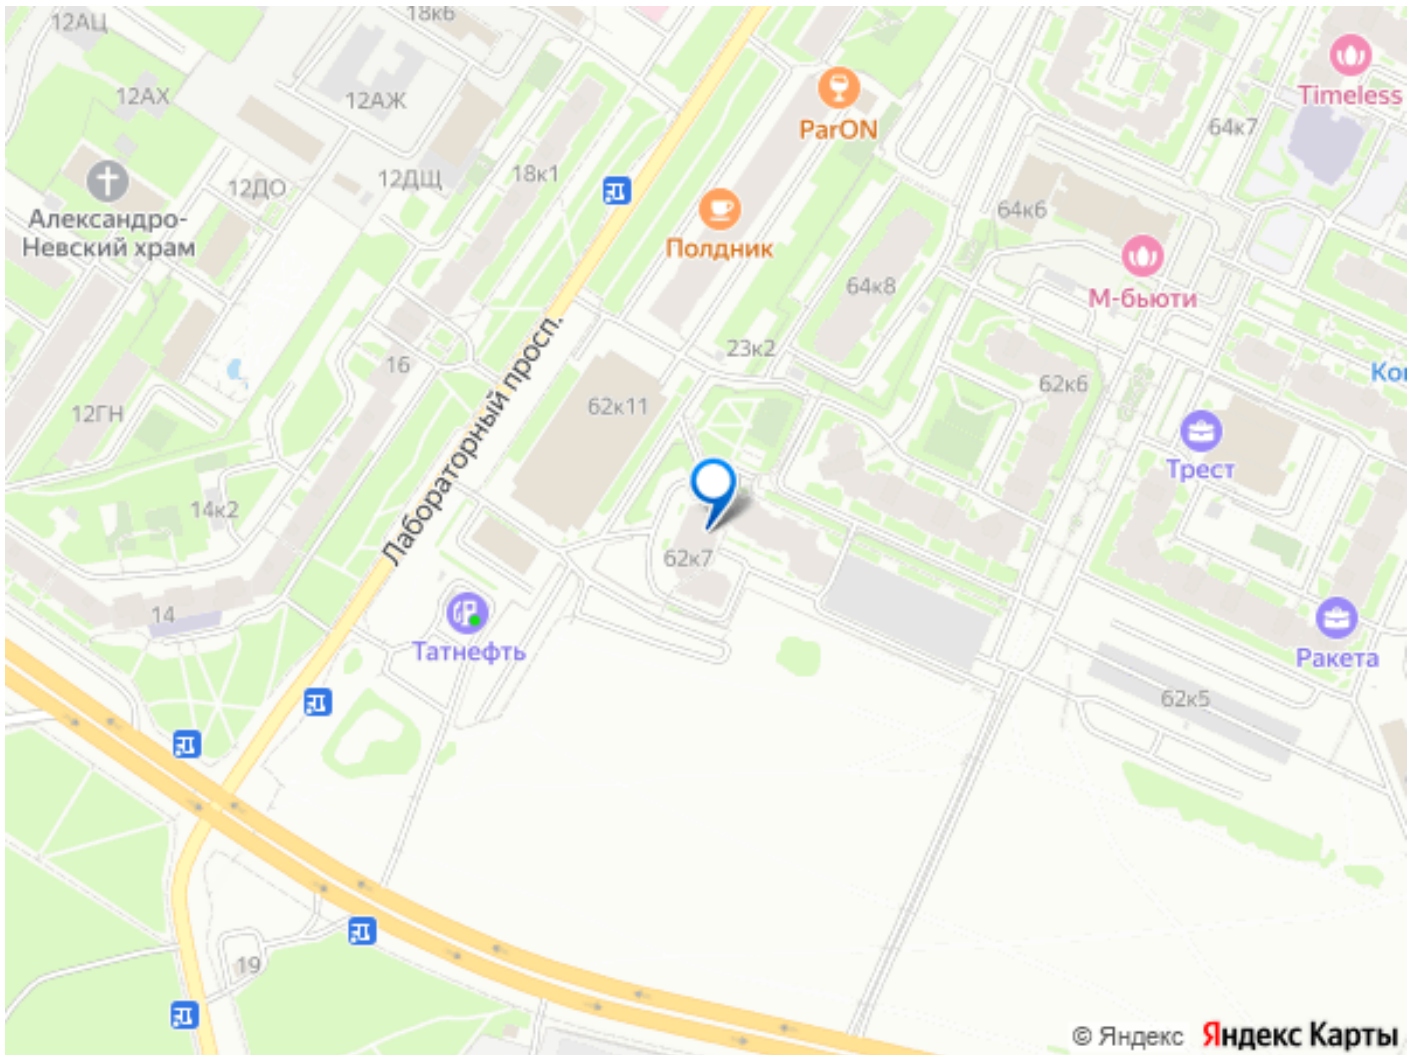 12АЦ
18к6
12АХ
12АЖ
ParON
Timeless
64к7
12ДО
12ДЩ
18к1
Александро-
Невский храм
Полдник
64к6
64к8
М-бьюти
16
23к2
62к6
Лабораторный просп.
62к11
12ГН
Трест
14к2
62к7
14
Татнефть
Ракета
62к5
19
© Яндекс Яндекс Карты